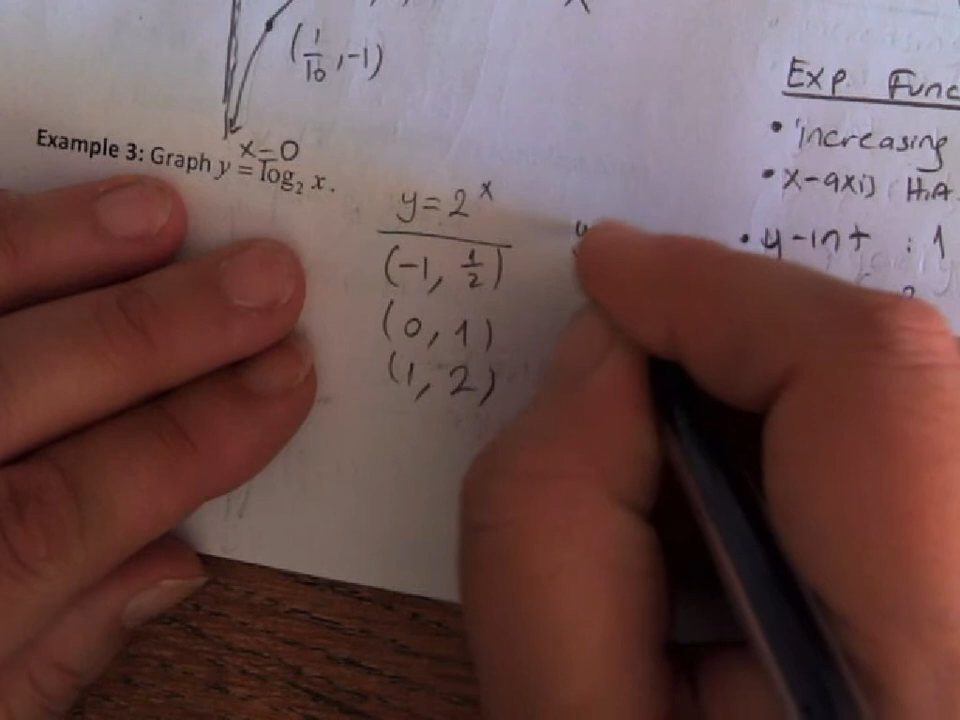 (1/10, -1)
x=0
Example 3: Graph y = log₂ x.
y=2^x
(-1, 1/2)
(0, 1)
(1, 2)
y
Exp. Func
• increasing
• x-axis H.A.
• y-int : 1